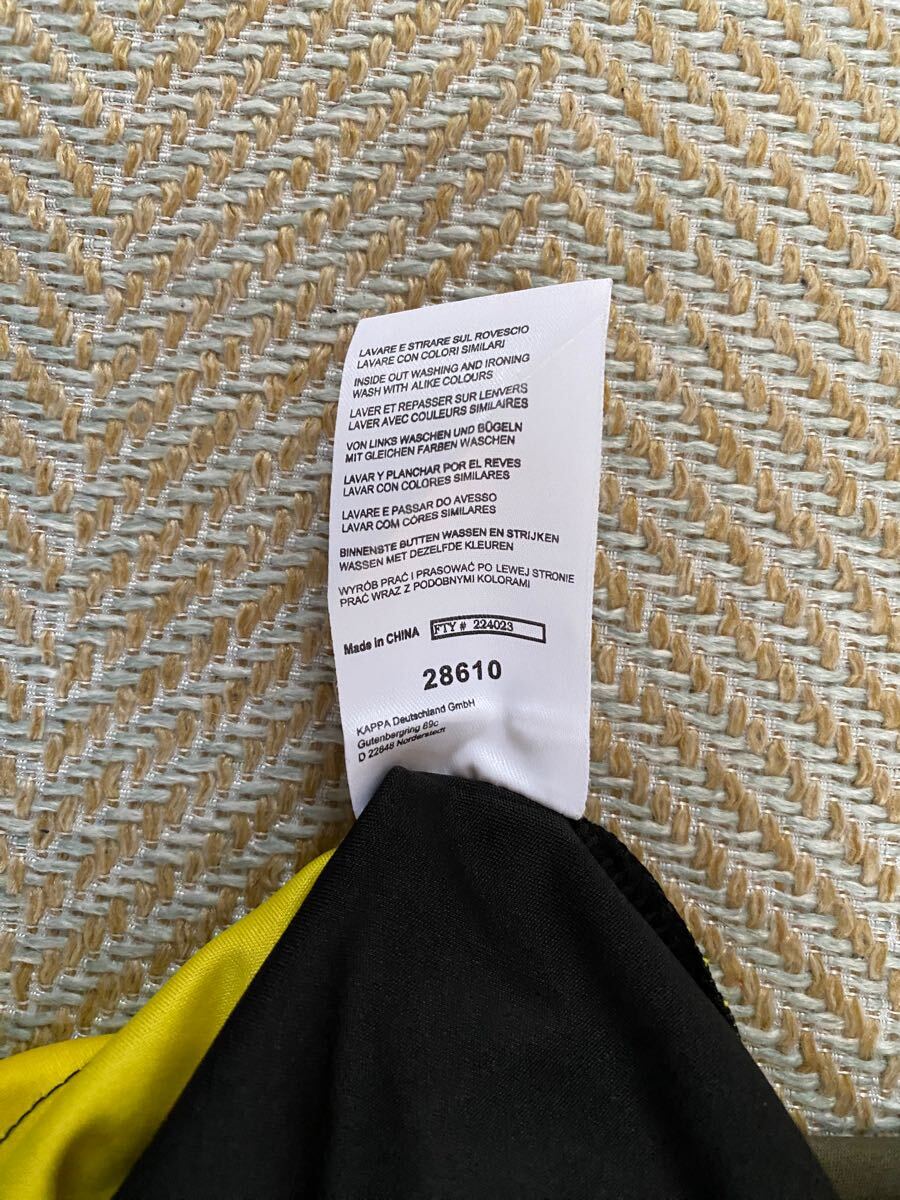 LAVARE E STIRARE SUL ROVESCIO
LAVARE CON COLORI SIMILARI
INSIDE OUT WASHING AND IRONING
WASH WITH ALIKE COLOURS
LAVER ET REPASSER SUR LENVERS
LAVER AVEC COULEURS SIMILAIRES
VON LINKS WASCHEN UND BÜGELN
MIT GLEICHEN FARBEN WASCHEN
LAVAR Y PLANCHAR POR EL REVES
LAVAR CON COLORES SIMILARES
LAVARE E PASSAR DO AVESSO
LAVAR COM CÔRES SIMILARES
BINNENSTE BUTTEN WASSEN EN STRIJKEN
WASSEN MET DEZELFDE KLEUREN
WYRÓB PRAĆ I PRASOWAĆ PO LEWEJ STRONIE
PRAĆ WRAZ Z PODOBNYMI KOLORAMI
Made in CHINA FTY # 224023
28610
KAPPA Deutschland GmbH
Gutenbergring 69c
D 22848 Norderstedt